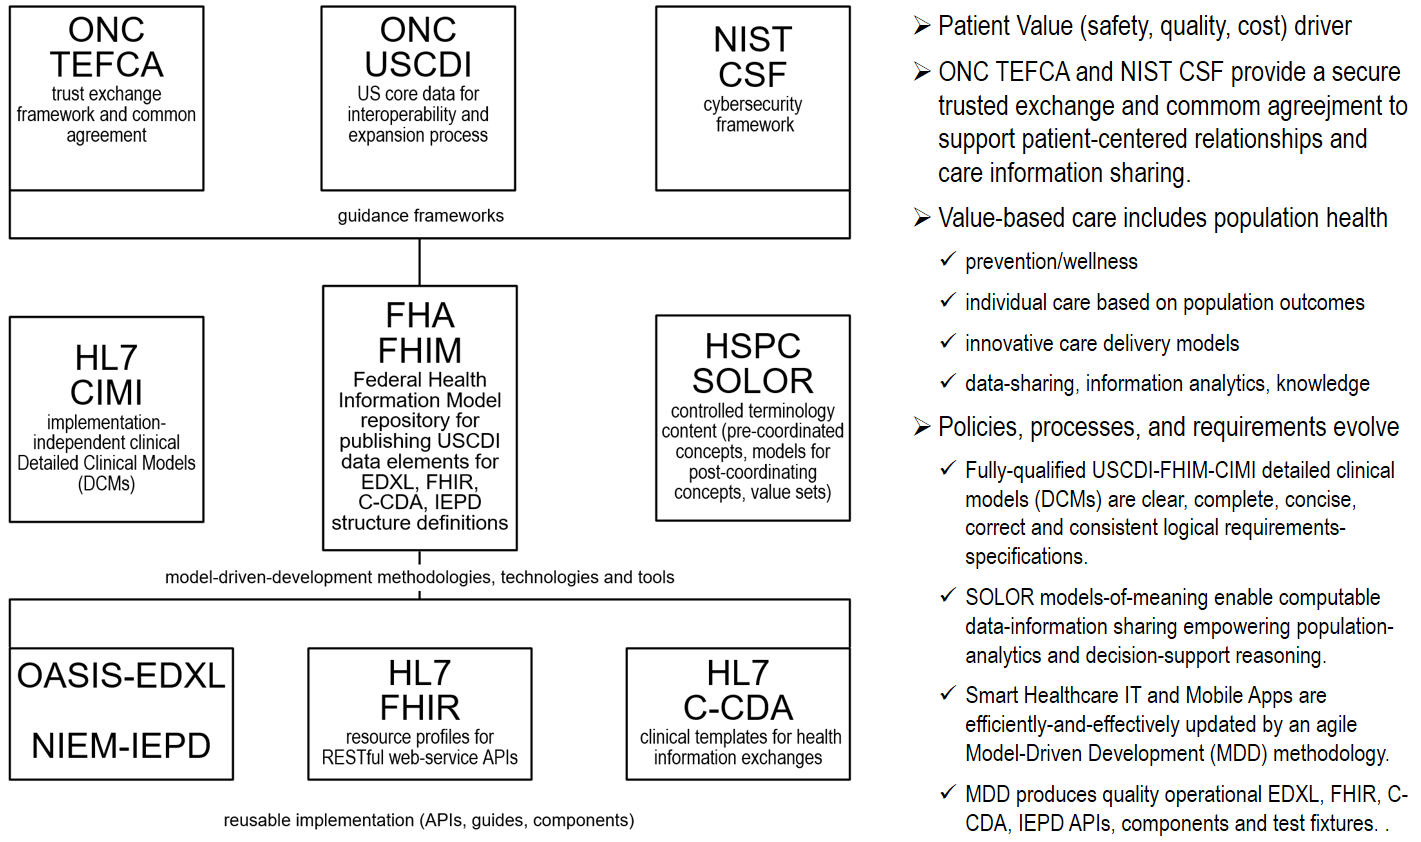 ONC
TEFCA
trust exchange
framework and common
agreement
ONC
USCDI
US core data for
interoperability and
expansion process
NIST
CSF
cybersecurity
framework
guidance frameworks
HL7
CIMI
implementation-
independent clinical
Detailed Clinical Models
(DCMs)
FHA
FHIM
Federal Health
Information Model
repository for
publishing USCDI
data elements for
EDXL, FHIR,
C-CDA, IEPD
structure definitions
HSPC
SOLOR
controlled terminology
content (pre-coordinated
concepts, models for
post-coordinating
concepts, value sets)
model-driven-development methodologies, technologies and tools
OASIS-EDXL
NIEM-IEPD
HL7
FHIR
resource profiles for
RESTful web-service APIs
HL7
C-CDA
clinical templates for health
information exchanges
reusable implementation (APIs, guides, components)
➢ Patient Value (safety, quality, cost) driver
➢ ONC TEFCA and NIST CSF provide a secure
trusted exchange and commom agreejment to
support patient-centered relationships and
care information sharing.
➢ Value-based care includes population health
✓ prevention/wellness
✓ individual care based on population outcomes
✓ innovative care delivery models
✓ data-sharing, information analytics, knowledge
➢ Policies, processes, and requirements evolve
✓ Fully-qualified USCDI-FHIM-CIMI detailed clinical
models (DCMs) are clear, complete, concise,
correct and consistent logical requirements-
specifications.
✓ SOLOR models-of-meaning enable computable
data-information sharing empowering population-
analytics and decision-support reasoning.
✓ Smart Healthcare IT and Mobile Apps are
efficiently-and-effectively updated by an agile
Model-Driven Development (MDD) methodology.
✓ MDD produces quality operational EDXL, FHIR, C-
CDA, IEPD APIs, components and test fixtures. .